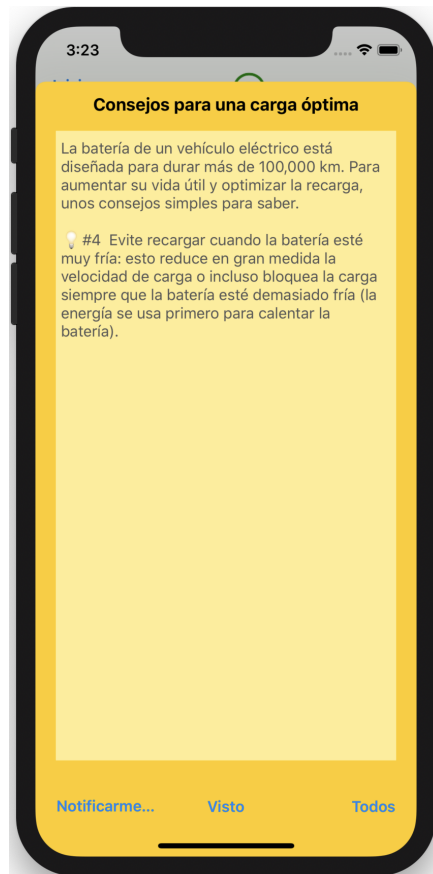 3:23
Consejos para una carga óptima
La batería de un vehículo eléctrico está
diseñada para durar más de 100,000 km. Para
aumentar su vida útil y optimizar la recarga,
unos consejos simples para saber.
💡 #4 Evite recargar cuando la batería esté
muy fría: esto reduce en gran medida la
velocidad de carga o incluso bloquea la carga
siempre que la batería esté demasiado fría (la
energía se usa primero para calentar la
batería).
Notificarme... Visto Todos